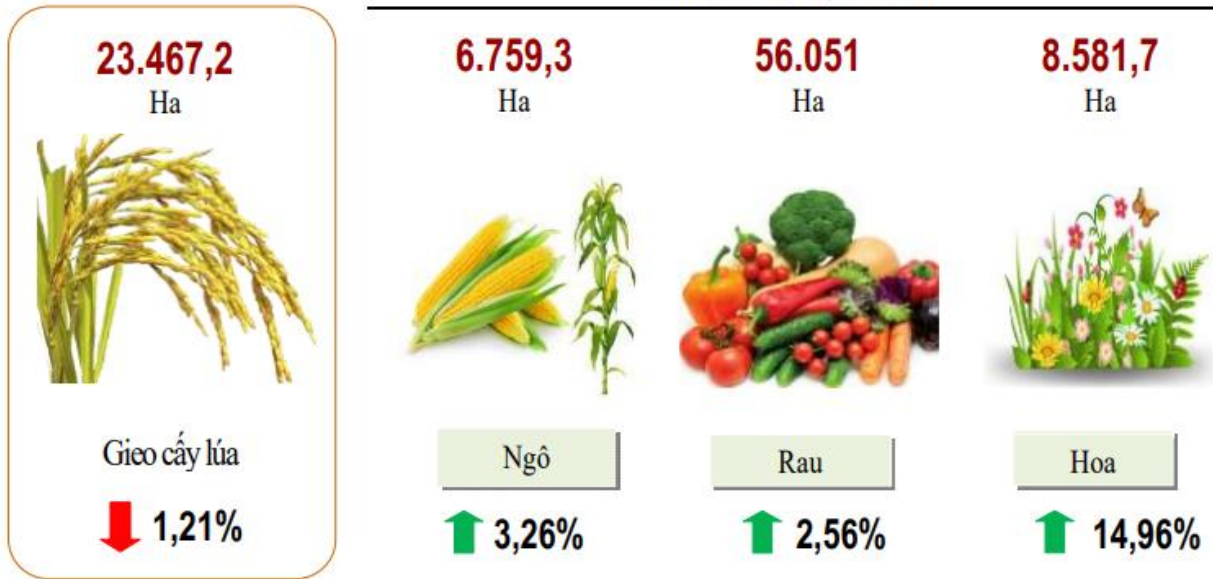 23.467,2
Ha
Gieo cấy lúa
1,21%
6.759,3
Ha
Ngô
3,26%
56.051
Ha
Rau
2,56%
8.581,7
Ha
Hoa
14,96%